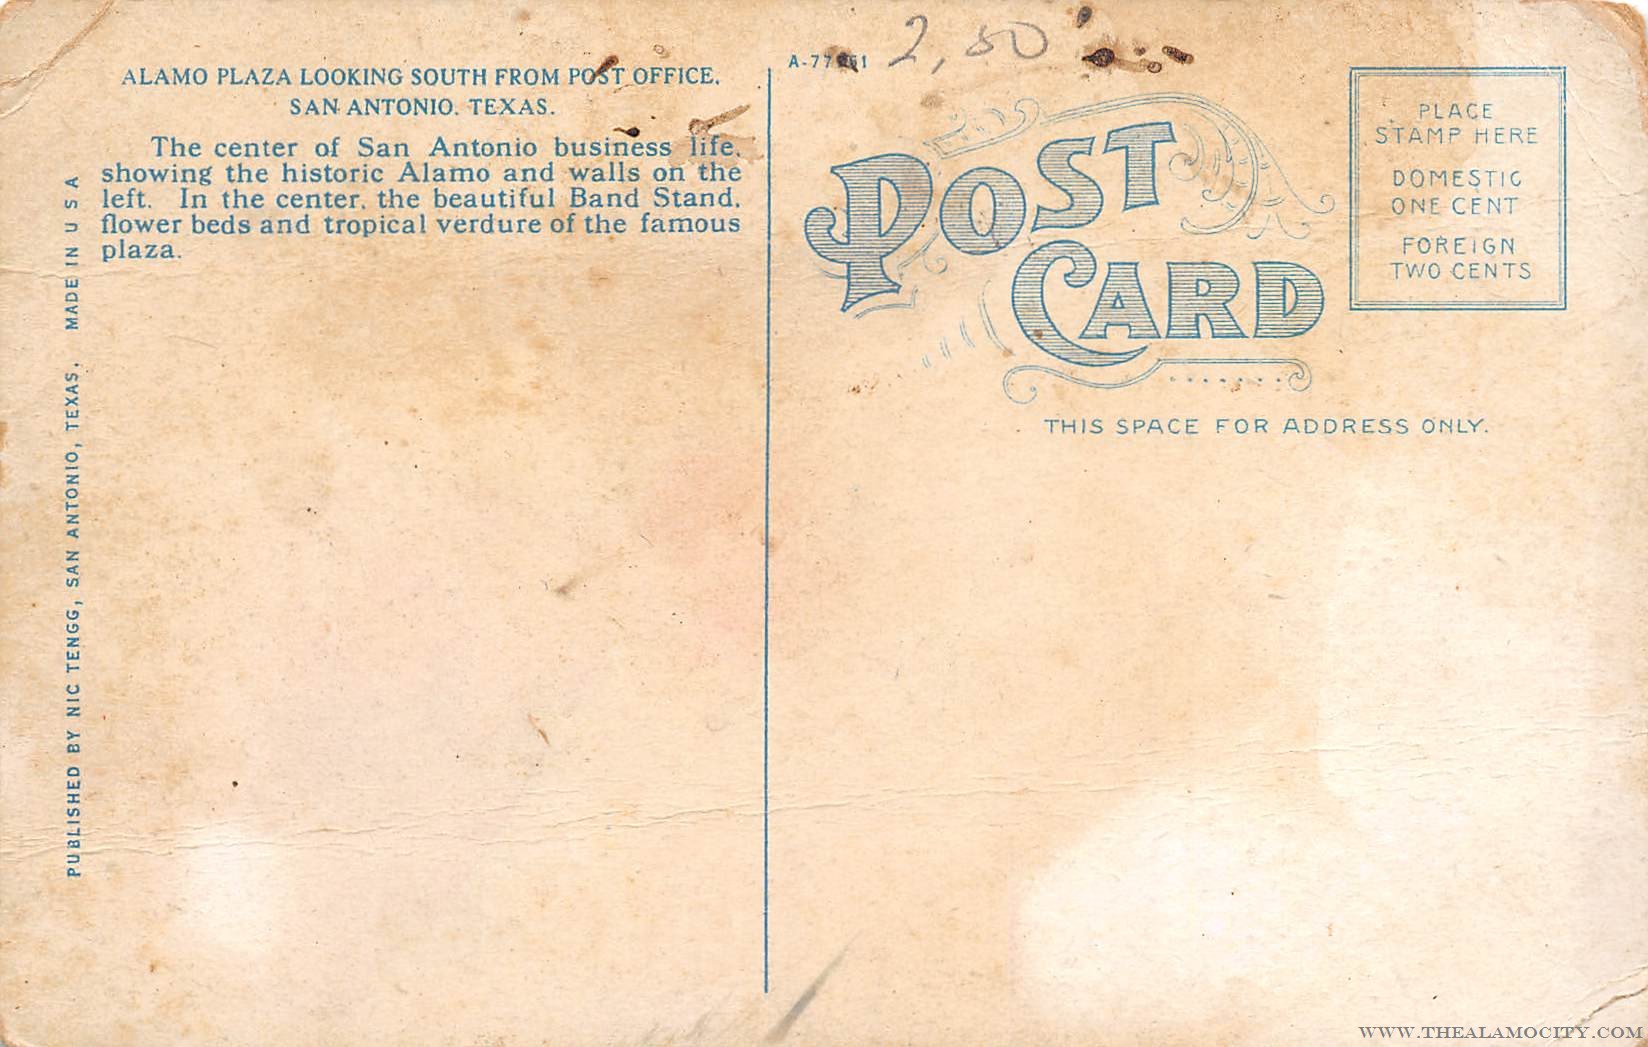 ALAMO PLAZA LOOKING SOUTH FROM POST OFFICE.
SAN ANTONIO. TEXAS.
The center of San Antonio business life,
showing the historic Alamo and walls on the
left. In the center, the beautiful Band Stand,
flower beds and tropical verdure of the famous
plaza.
PUBLISHED BY NIC TENGG, SAN ANTONIO, TEXAS. MADE IN U S A
2,50
POST
CARD
THIS SPACE FOR ADDRESS ONLY.
PLACE
STAMP HERE
DOMESTIC
ONE CENT
FOREIGN
TWO CENTS
WWW.THEALAMOCITY.COM